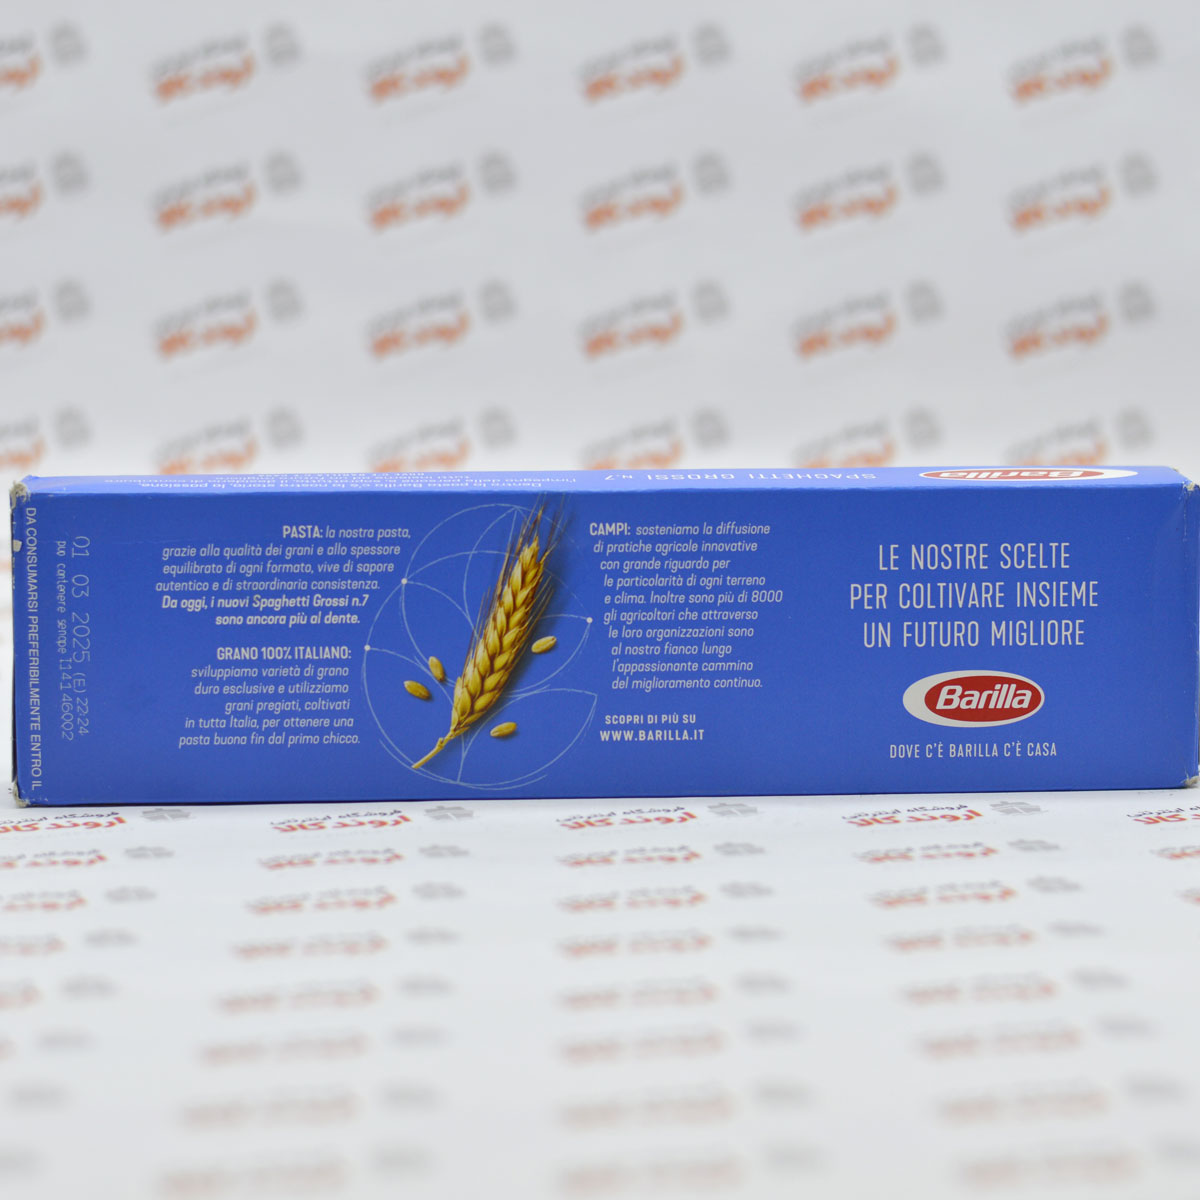 Barilla
SPAGHETTI GROSSI N.7
PASTA: la nostra pasta,
grazie alla qualità dei grani e allo spessore
equilibrato di ogni formato, vive di sapore
autentico e di straordinaria consistenza.
Da oggi, i nuovi Spaghetti Grossi n.7
sono ancora più al dente.
GRANO 100% ITALIANO:
sviluppiamo varietà di grano
duro esclusive e utilizziamo
grani pregiati, coltivati
in tutta Italia, per ottenere una
pasta buona fin dal primo chicco.
CAMPI: sosteniamo la diffusione
di pratiche agricole innovative
con grande riguardo per
le particolarità di ogni terreno
e clima. Inoltre sono più di 8000
gli agricoltori che attraverso
le loro organizzazioni sono
al nostro fianco lungo
l'appassionante cammino
del miglioramento continuo.
SCOPRI DI PIÙ SU
WWW.BARILLA.IT
LE NOSTRE SCELTE
PER COLTIVARE INSIEME
UN FUTURO MIGLIORE
Barilla
DOVE C'È BARILLA C'È CASA
DA CONSUMARSI PREFERIBILMENTE ENTRO IL
01 03 2025 (E) 22:24
può contenere senape
فروشگاه اینترنتی
اروند کالا